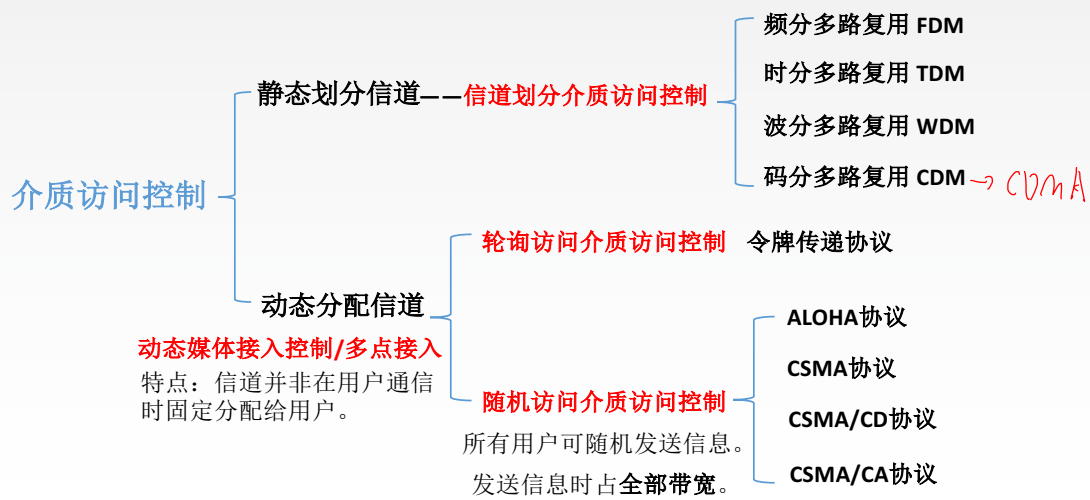 介质访问控制
静态划分信道——信道划分介质访问控制
频分多路复用 FDM
时分多路复用 TDM
波分多路复用 WDM
码分多路复用 CDM → CDMA
动态分配信道
动态媒体接入控制/多点接入
特点：信道并非在用户通信
时固定分配给用户。
轮询访问介质访问控制 令牌传递协议
随机访问介质访问控制
所有用户可随机发送信息。
发送信息时占全部带宽。
ALOHA协议
CSMA协议
CSMA/CD协议
CSMA/CA协议